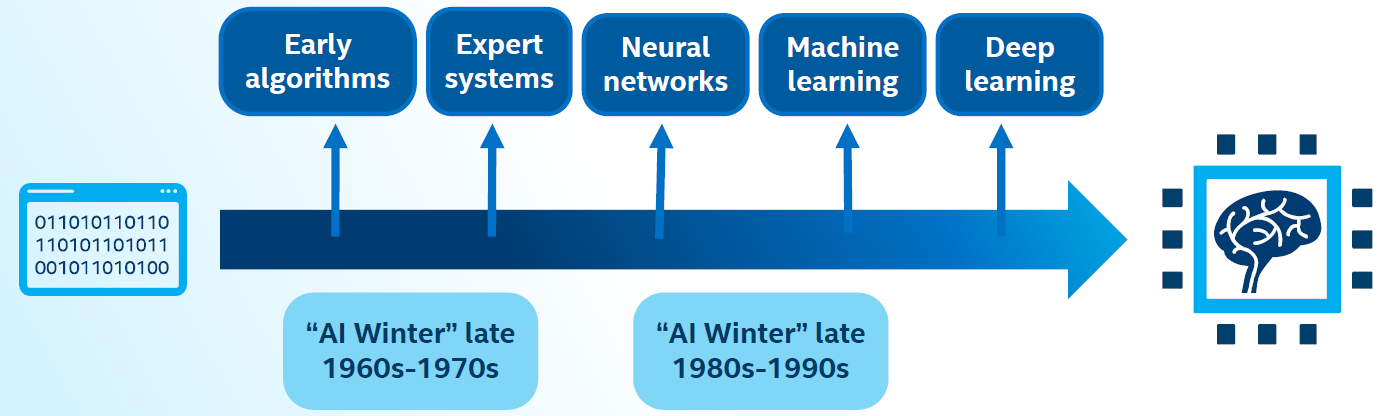 Early
algorithms
Expert
systems
Neural
networks
Machine
learning
Deep
learning
011010110110
110101101011
001011010100
“AI Winter” late
1960s-1970s
“AI Winter” late
1980s-1990s